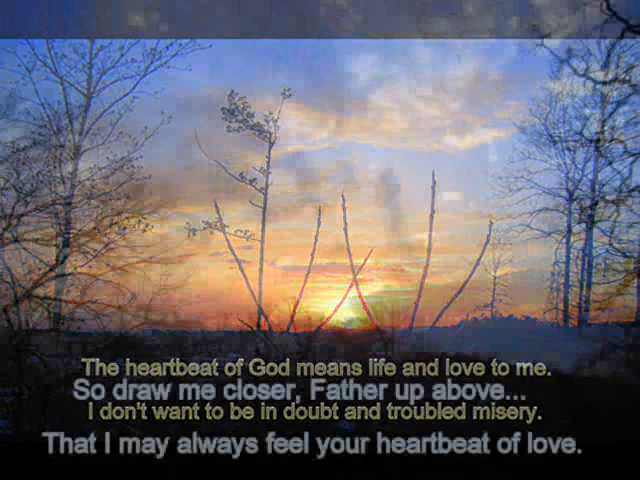 The heartbeat of God means life and love to me.
So draw me closer, Father up above...
I don't want to be in doubt and troubled misery.
That I may always feel your heartbeat of love.